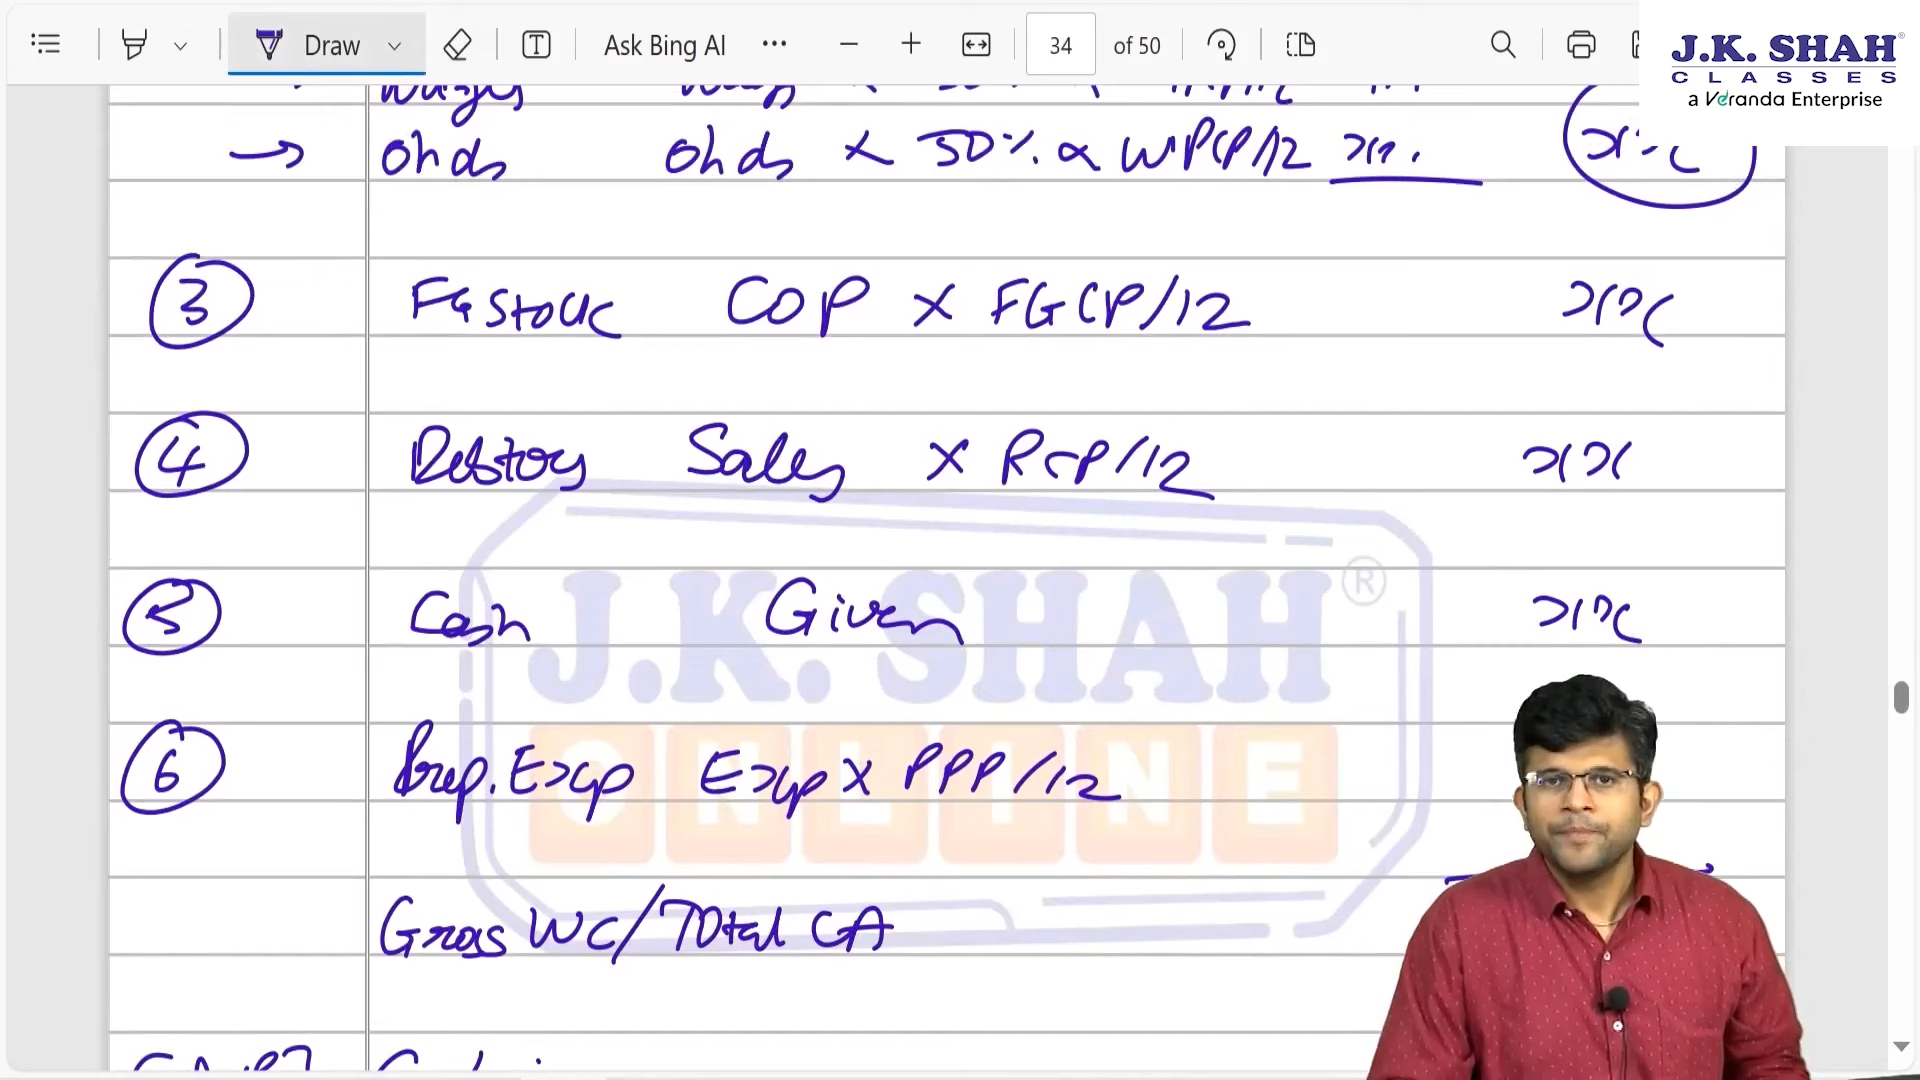 Draw
Ask Bing AI
34 of 50
J.K. SHAH®
CLASSES
a Veranda Enterprise
Wages
→ Ohds Ohds × 50% × WIPCP/12 xx.
③ FG Stock COP × FGCP/12 xxx
④ Debtors Sales × RCP/12 xx
⑤ Cash Given xxx
⑥ Prep. Exp Exp × PPP/12
Gross WC/Total CA
J.K. SHAH®
ONLINE